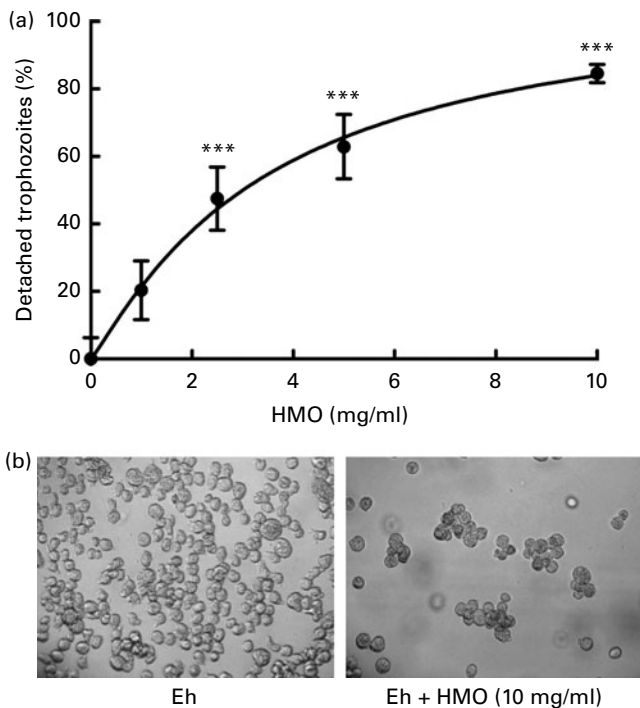 (a)
100
80
60
40
20
0
Detached trophozoites (%)
***
***
***
0 2 4 6 8 10
HMO (mg/ml)
(b)
Eh Eh + HMO (10 mg/ml)